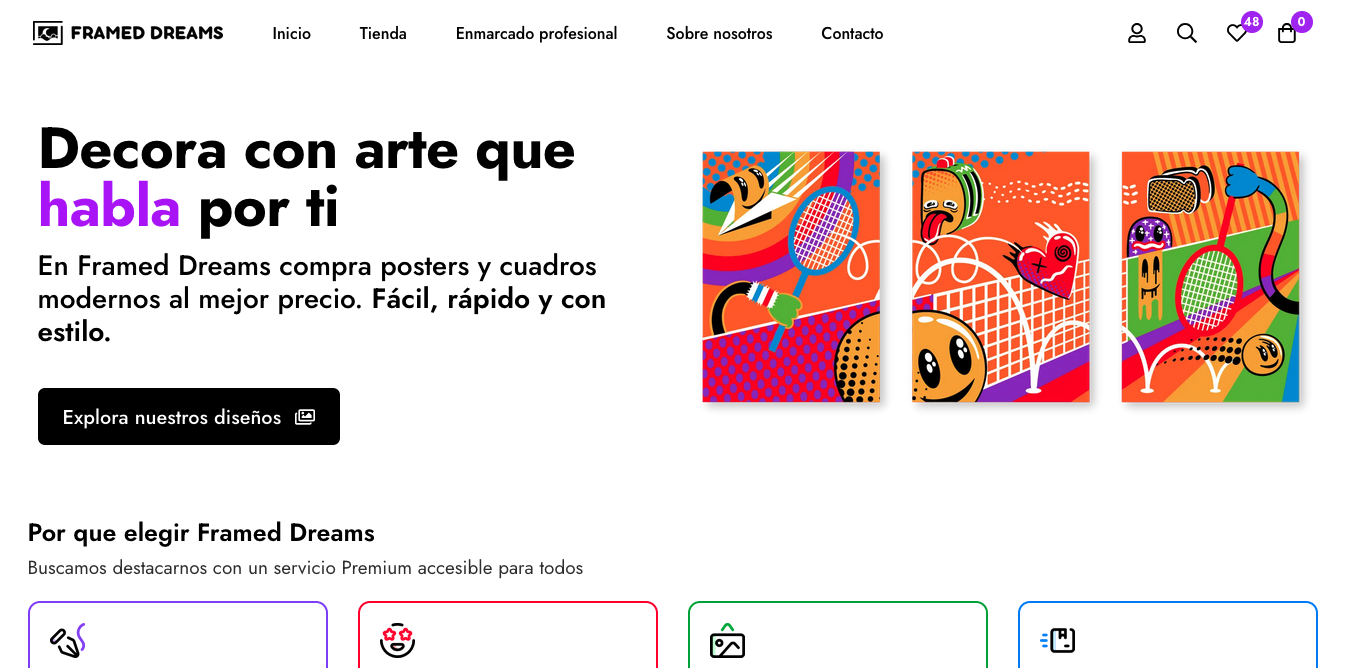 FRAMED DREAMS
Inicio
Tienda
Enmarcado profesional
Sobre nosotros
Contacto
48
0
Decora con arte que
habla por ti
En Framed Dreams compra posters y cuadros
modernos al mejor precio. Fácil, rápido y con
estilo.
Explora nuestros diseños
Por que elegir Framed Dreams
Buscamos destacarnos con un servicio Premium accesible para todos